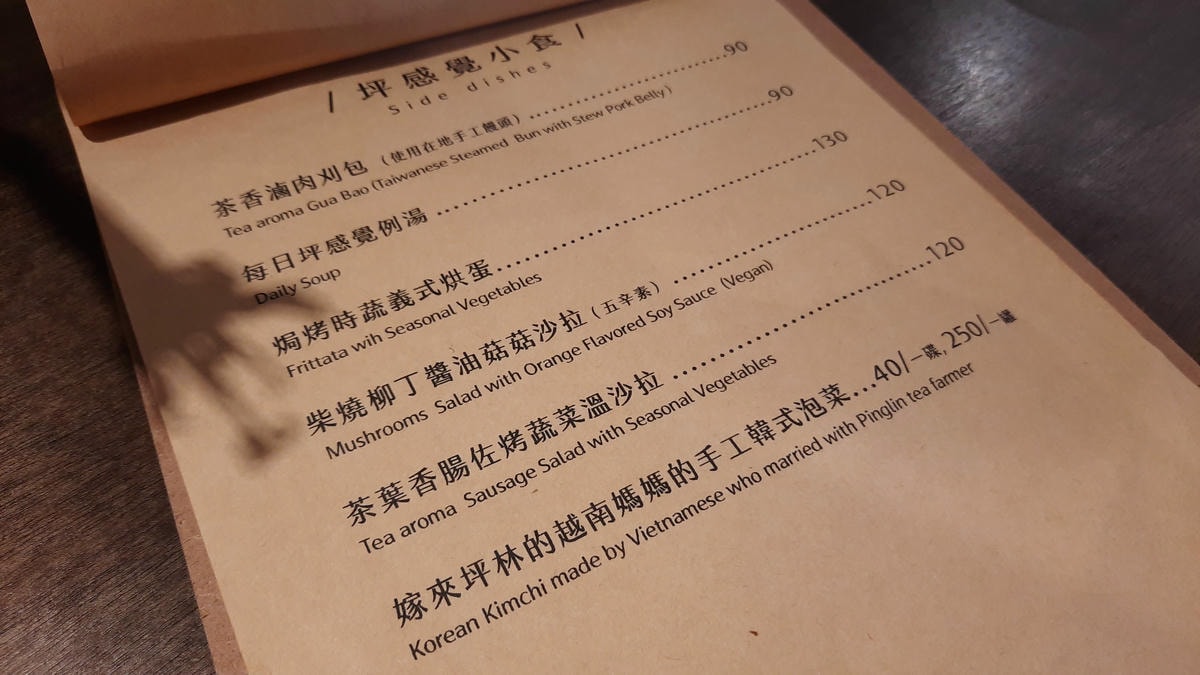 / 坪感覺小食 /
Side dishes
茶香滷肉刈包 (使用在地手工饅頭) ........................90
Tea aroma Gua Bao (Taiwanese Steamed Bun with Stew Pork Belly)
每日坪感覺例湯 ........................90
Daily Soup
焗烤時蔬義式烘蛋........................130
Frittata wih Seasonal Vegetables
柴燒柳丁醬油菇菇沙拉 (五辛素) ........................120
Mushrooms Salad with Orange Flavored Soy Sauce (Vegan)
茶葉香腸佐烤蔬菜溫沙拉 ........................120
Tea aroma Sausage Salad with Seasonal Vegetables
嫁來坪林的越南媽媽的手工韓式泡菜...40/一碟, 250/一罐
Korean Kimchi made by Vietnamese who married with Pinglin tea farmer